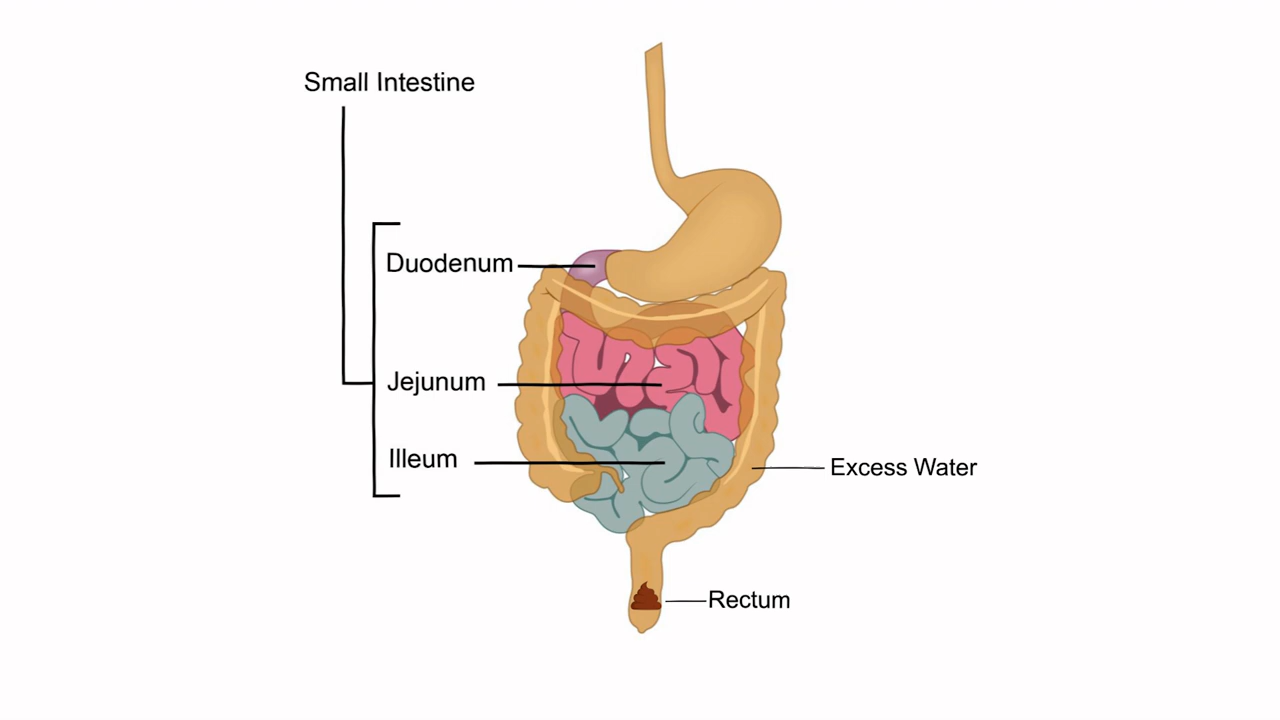 Small Intestine
Duodenum
Jejunum
Illeum
Excess Water
Rectum